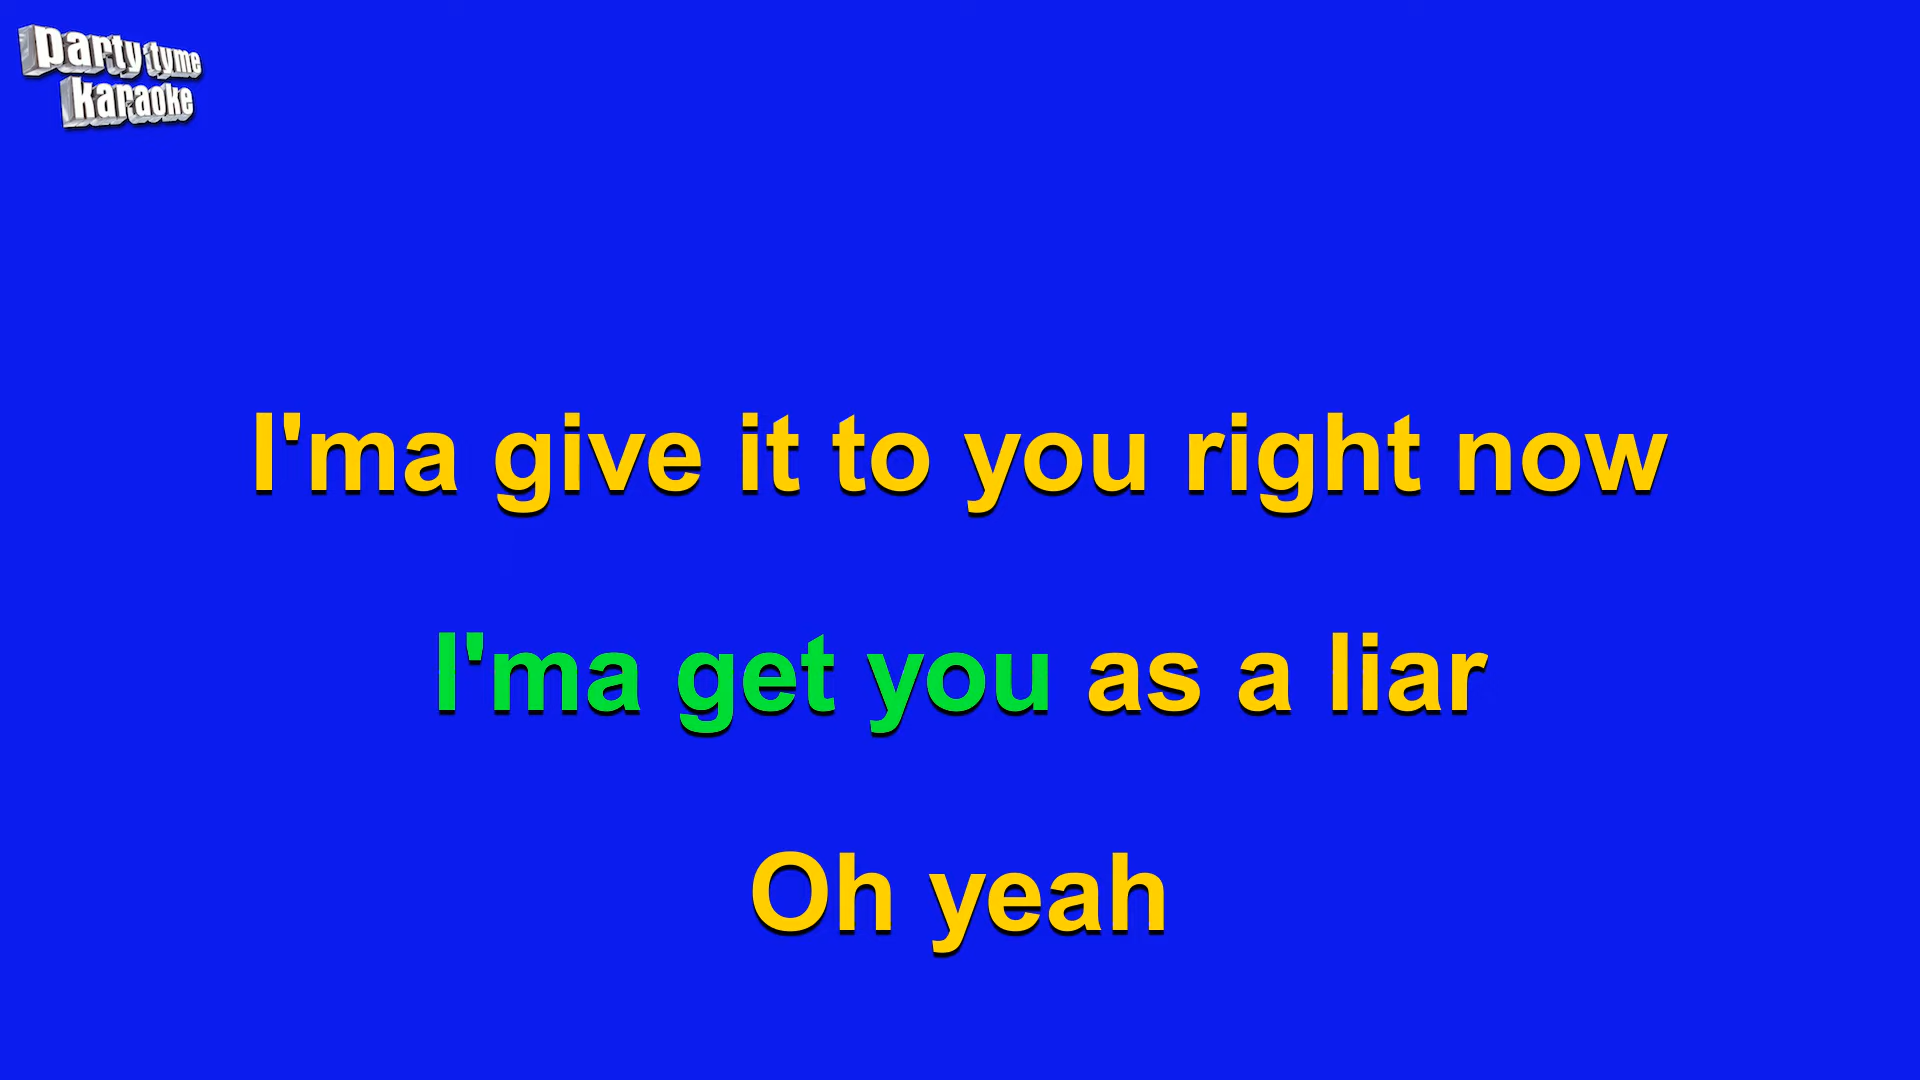 party tyme
karaoke
I'ma give it to you right now
I'ma get you as a liar
Oh yeah